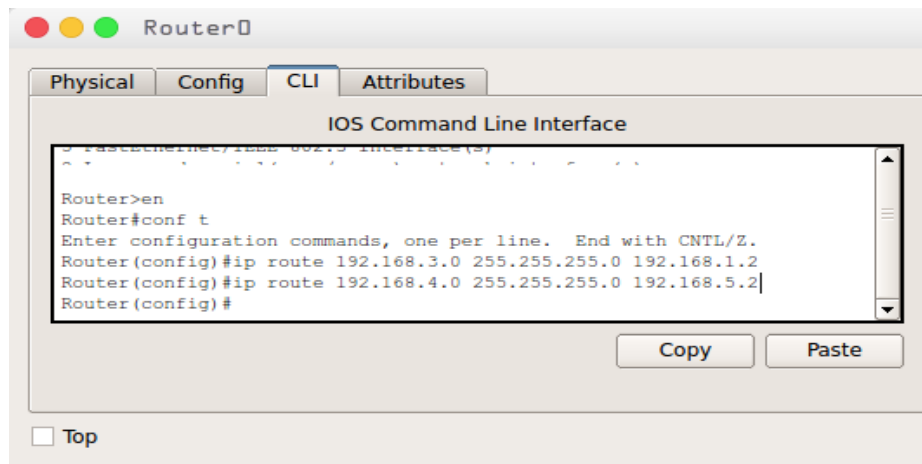 Router0
Physical Config CLI Attributes
IOS Command Line Interface
Router>en
Router#conf t
Enter configuration commands, one per line. End with CNTL/Z.
Router(config)#ip route 192.168.3.0 255.255.255.0 192.168.1.2
Router(config)#ip route 192.168.4.0 255.255.255.0 192.168.5.2
Router(config)#
Copy Paste
Top